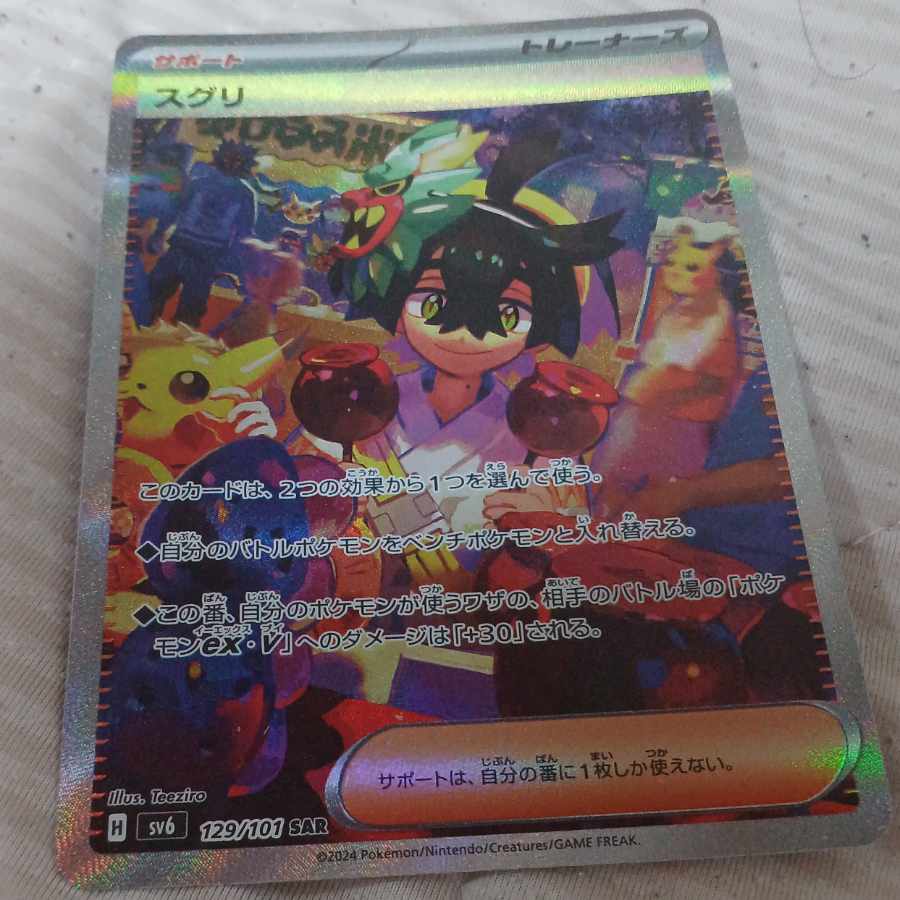 サポート
トレーナーズ
スグリ
このカードは、2つの効果から1つを選んで使う。
◆自分のバトルポケモンをベンチポケモンと入れ替える。
◆この番、自分のポケモンが使うワザの、相手のバトル場の「ポケ
モンex・V」へのダメージは「+30」される。
サポートは、自分の番に1枚しか使えない。
Illus. Teeziro
H sv6 129/101 SAR
©2024 Pokémon/Nintendo/Creatures/GAME FREAK.